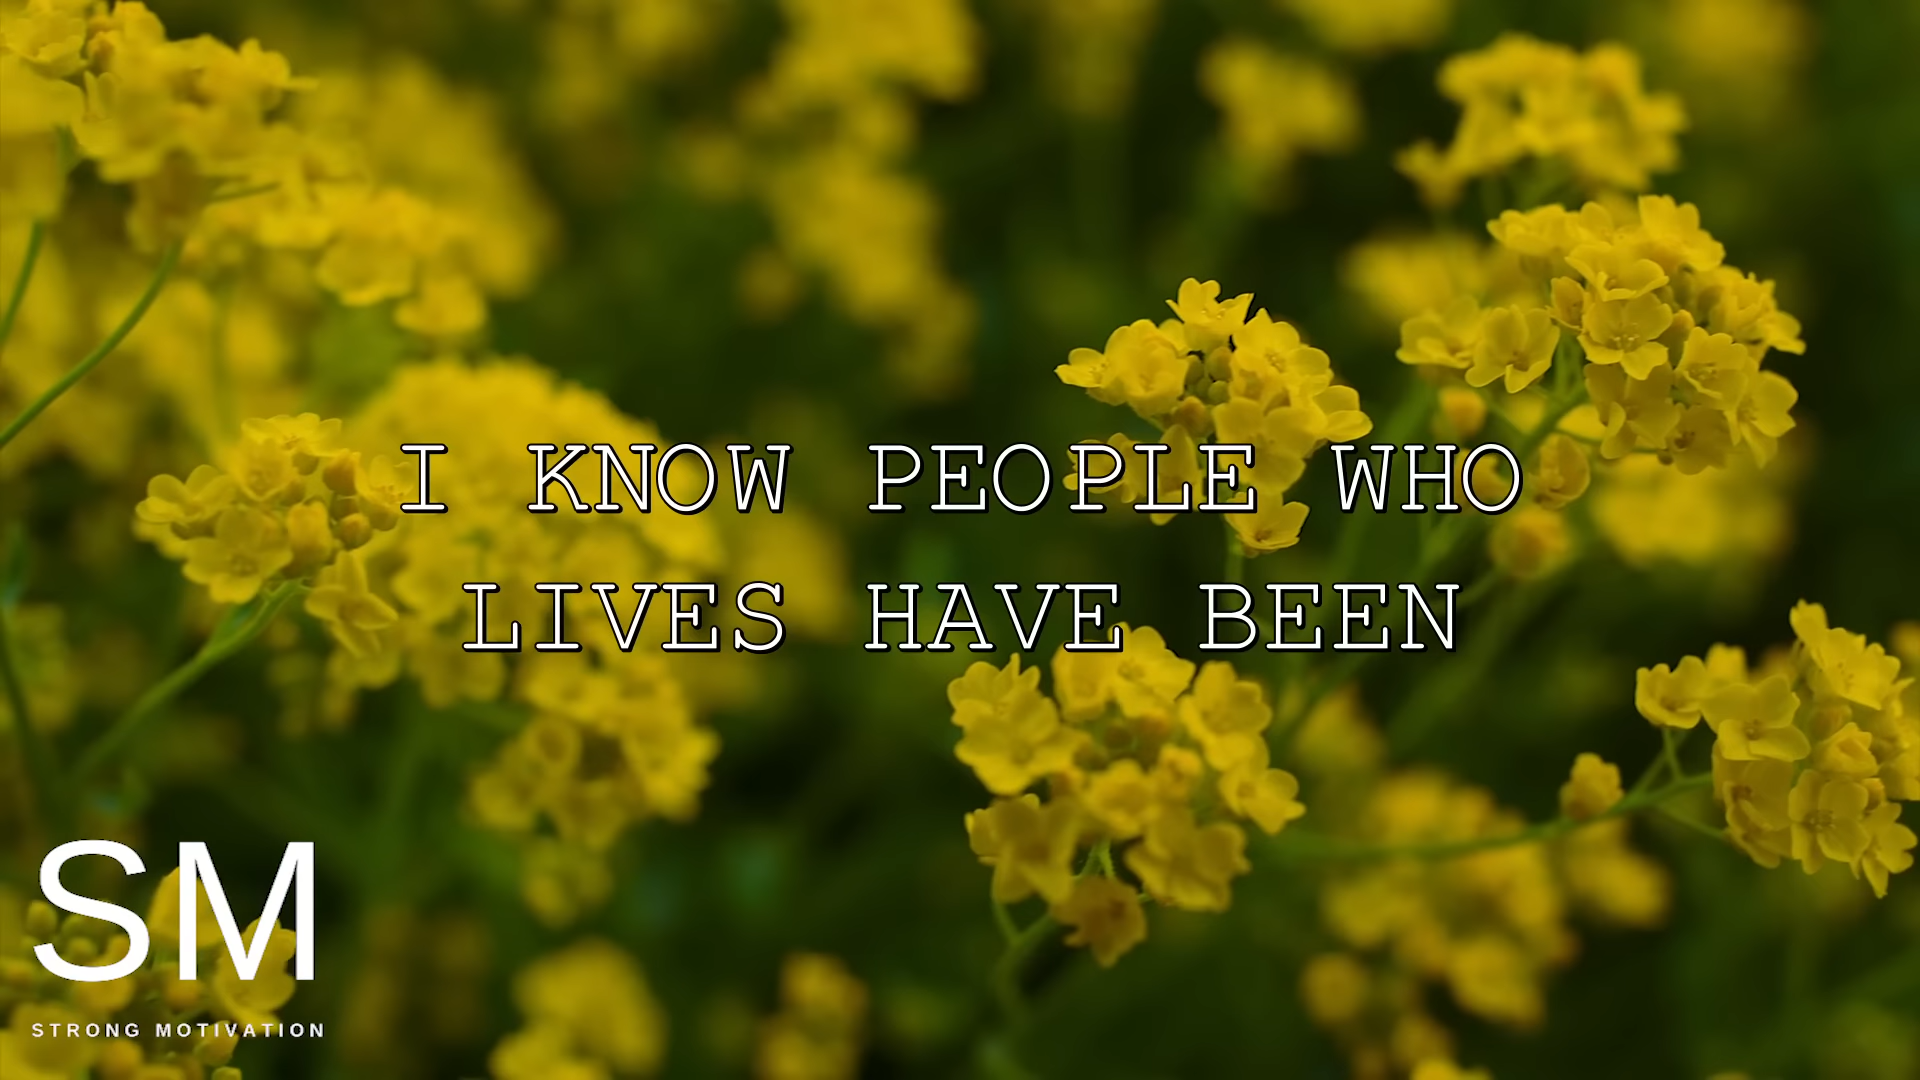 I KNOW PEOPLE WHO
LIVES HAVE BEEN
SM
STRONG MOTIVATION